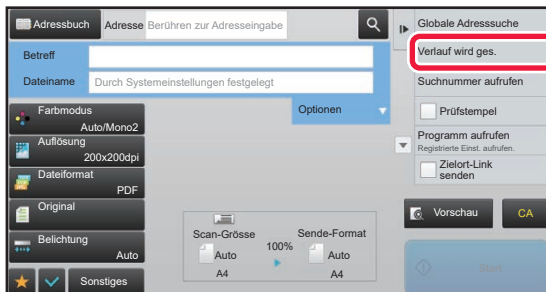 Adressbuch
Adresse
Berühren zur Adresseingabe
Betreff
Dateiname
Durch Systemeinstellungen festgelegt
Optionen
Farbmodus
Auto/Mono2
Auflösung
200x200dpi
Dateiformat
PDF
Original
Belichtung
Auto
Sonstiges
Scan-Grösse
Auto
A4
100%
Sende-Format
Auto
A4
Globale Adresssuche
Verlauf wird ges.
Suchnummer aufrufen
Prüfstempel
Programm aufrufen
Registrierte Einst. aufrufen.
Zielort-Link
senden
Vorschau
CA
Start